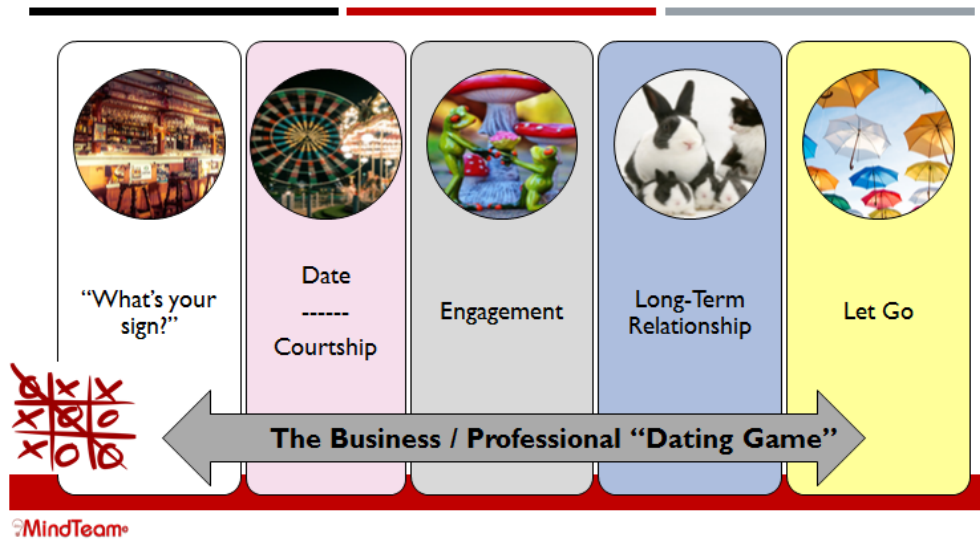 “What’s your
sign?”
Date
------
Courtship
Engagement
Long-Term
Relationship
Let Go
The Business / Professional “Dating Game”
MindTeam